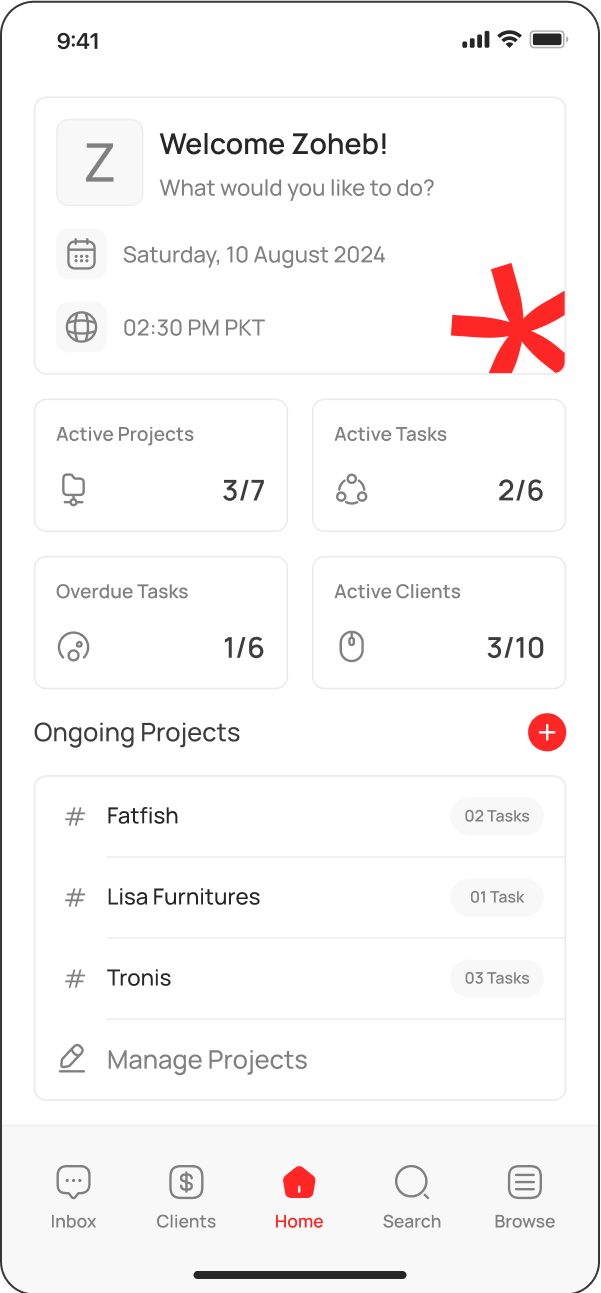 9:41
Z
Welcome Zoheb!
What would you like to do?
Saturday, 10 August 2024
02:30 PM PKT
Active Projects
3/7
Active Tasks
2/6
Overdue Tasks
1/6
Active Clients
3/10
Ongoing Projects
# Fatfish 02 Tasks
# Lisa Furnitures 01 Task
# Tronis 03 Tasks
Manage Projects
Inbox
$
Clients
Home
Search
Browse